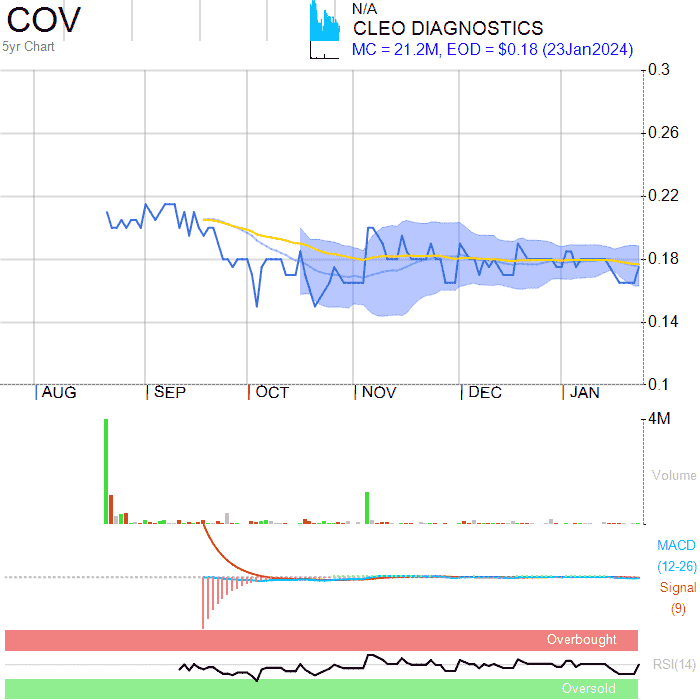 COV
5yr Chart
N/A
CLEO DIAGNOSTICS
MC = 21.2M, EOD = $0.18 (23Jan2024)
0.3
0.26
0.22
0.18
0.14
0.1
AUG SEP OCT NOV DEC JAN
4M
Volume
MACD
(12-26)
Signal
(9)
Overbought
RSI(14)
Oversold